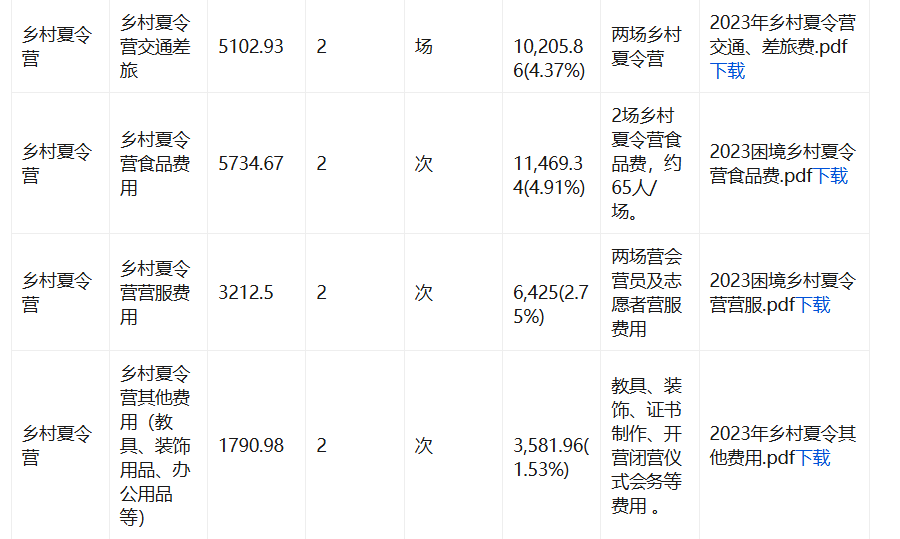 乡村夏令
营
乡村夏令
营交通差
旅
5102.93
2
场
10,205.8
6(4.37%)
两场乡村
夏令营
2023年乡村夏令营
交通、差旅费.pdf
下载
乡村夏令
营
乡村夏令
营食品费
用
5734.67
2
次
11,469.3
4(4.91%)
2场乡村
夏令营食
品费，约
65人/
场。
2023困境乡村夏令
营食品费.pdf下载
乡村夏令
营
乡村夏令
营营服费
用
3212.5
2
次
6,425(2.7
5%)
两场营会
营员及志
愿者营服
费用
2023困境乡村夏令
营营服.pdf下载
乡村夏令
营
乡村夏令
营其他费
用（教
具、装饰
用品、办
公用品
等）
1790.98
2
次
3,581.96(
1.53%)
教具、装
饰、证书
制作、开
营闭营仪
式会务等
费用 。
2023年乡村夏令其
他费用.pdf下载